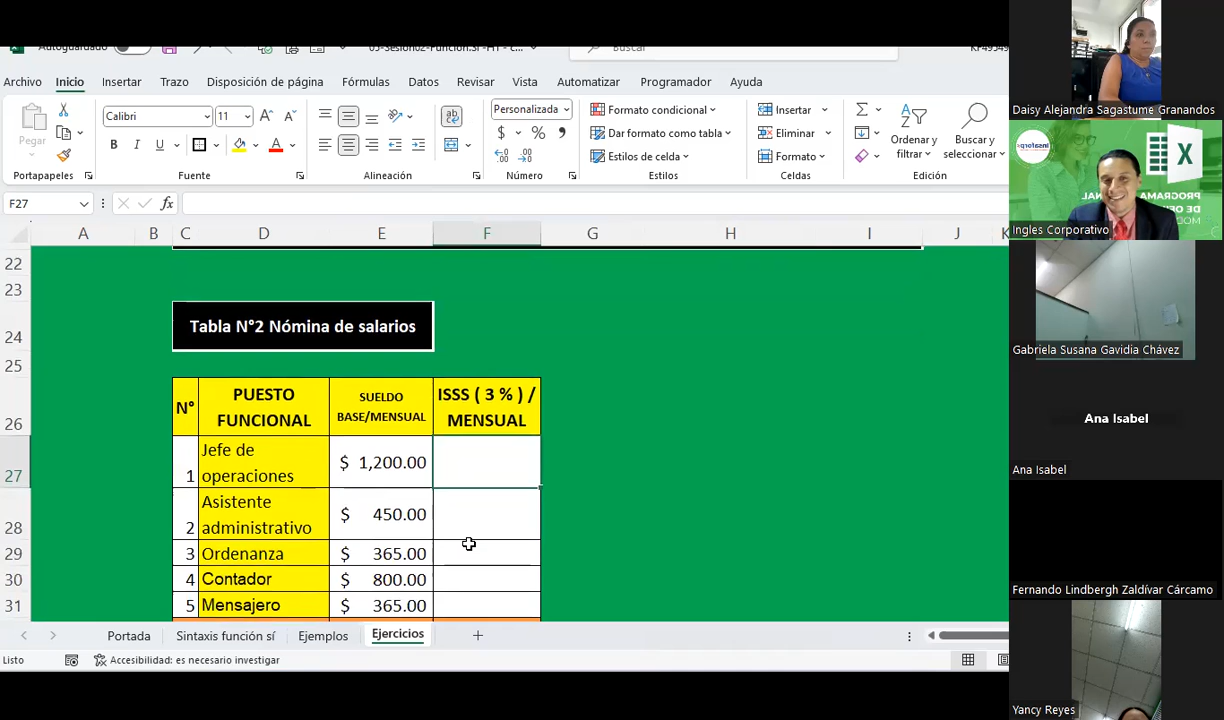 Autoguardado
05-Sesión02-Función.SI -HT - c...
Buscar
Archivo Inicio Insertar Trazo Disposición de página Fórmulas Datos Revisar Vista Automatizar Programador Ayuda
Pegar
Calibri 11
N K S
Personalizada
$ % ,
Formato condicional
Dar formato como tabla
Estilos de celda
Insertar
Eliminar
Formato
Ordenar y filtrar
Buscar y seleccionar
Portapapeles Fuente Alineación Número Estilos Celdas Edición
F27 fx
A B C D E F G H I J K
22
23
24 Tabla N°2 Nómina de salarios
25
26 N° PUESTO FUNCIONAL SUELDO BASE/MENSUAL ISSS ( 3 % ) / MENSUAL
27 1 Jefe de operaciones $ 1,200.00
28 2 Asistente administrativo $ 450.00
29 3 Ordenanza $ 365.00
30 4 Contador $ 800.00
31 5 Mensajero $ 365.00
Portada Sintaxis función sí Ejemplos Ejercicios +
Listo Accesibilidad: es necesario investigar
Daisy Alejandra Sagastume Granandos
Ingles Corporativo
Gabriela Susana Gavidia Chávez
Ana Isabel
Ana Isabel
Fernando Lindbergh Zaldívar Cárcamo
Yancy Reyes